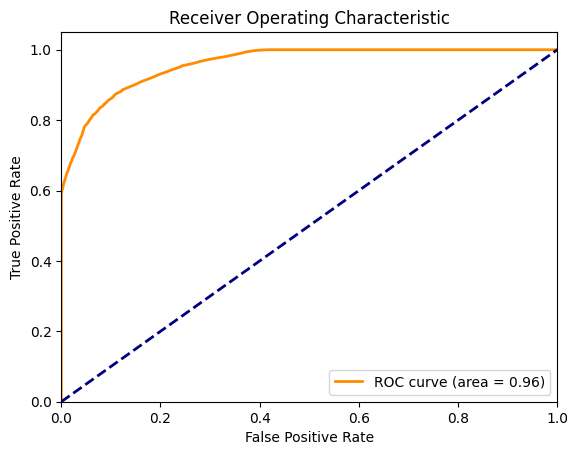 Receiver Operating Characteristic
True Positive Rate
1.0
0.8
0.6
0.4
0.2
0.0
ROC curve (area = 0.96)
0.0 0.2 0.4 0.6 0.8 1.0
False Positive Rate